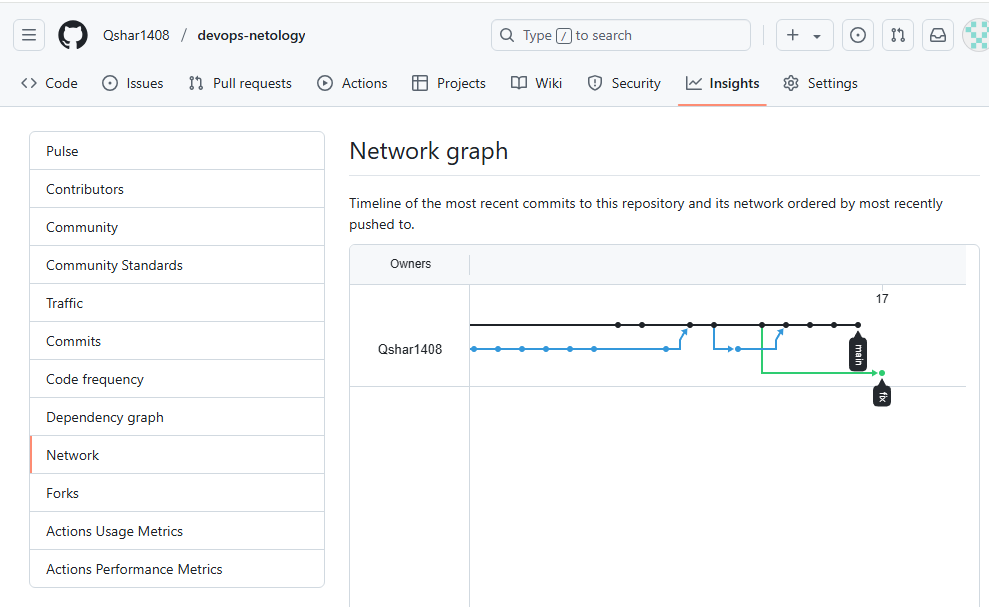 Qshar1408 / devops-netology
Type / to search
Code Issues Pull requests Actions Projects Wiki Security Insights Settings
Pulse
Contributors
Community
Community Standards
Traffic
Commits
Code frequency
Dependency graph
Network
Forks
Actions Usage Metrics
Actions Performance Metrics
Network graph
Timeline of the most recent commits to this repository and its network ordered by most recently
pushed to.
Owners
17
Qshar1408
main
fix